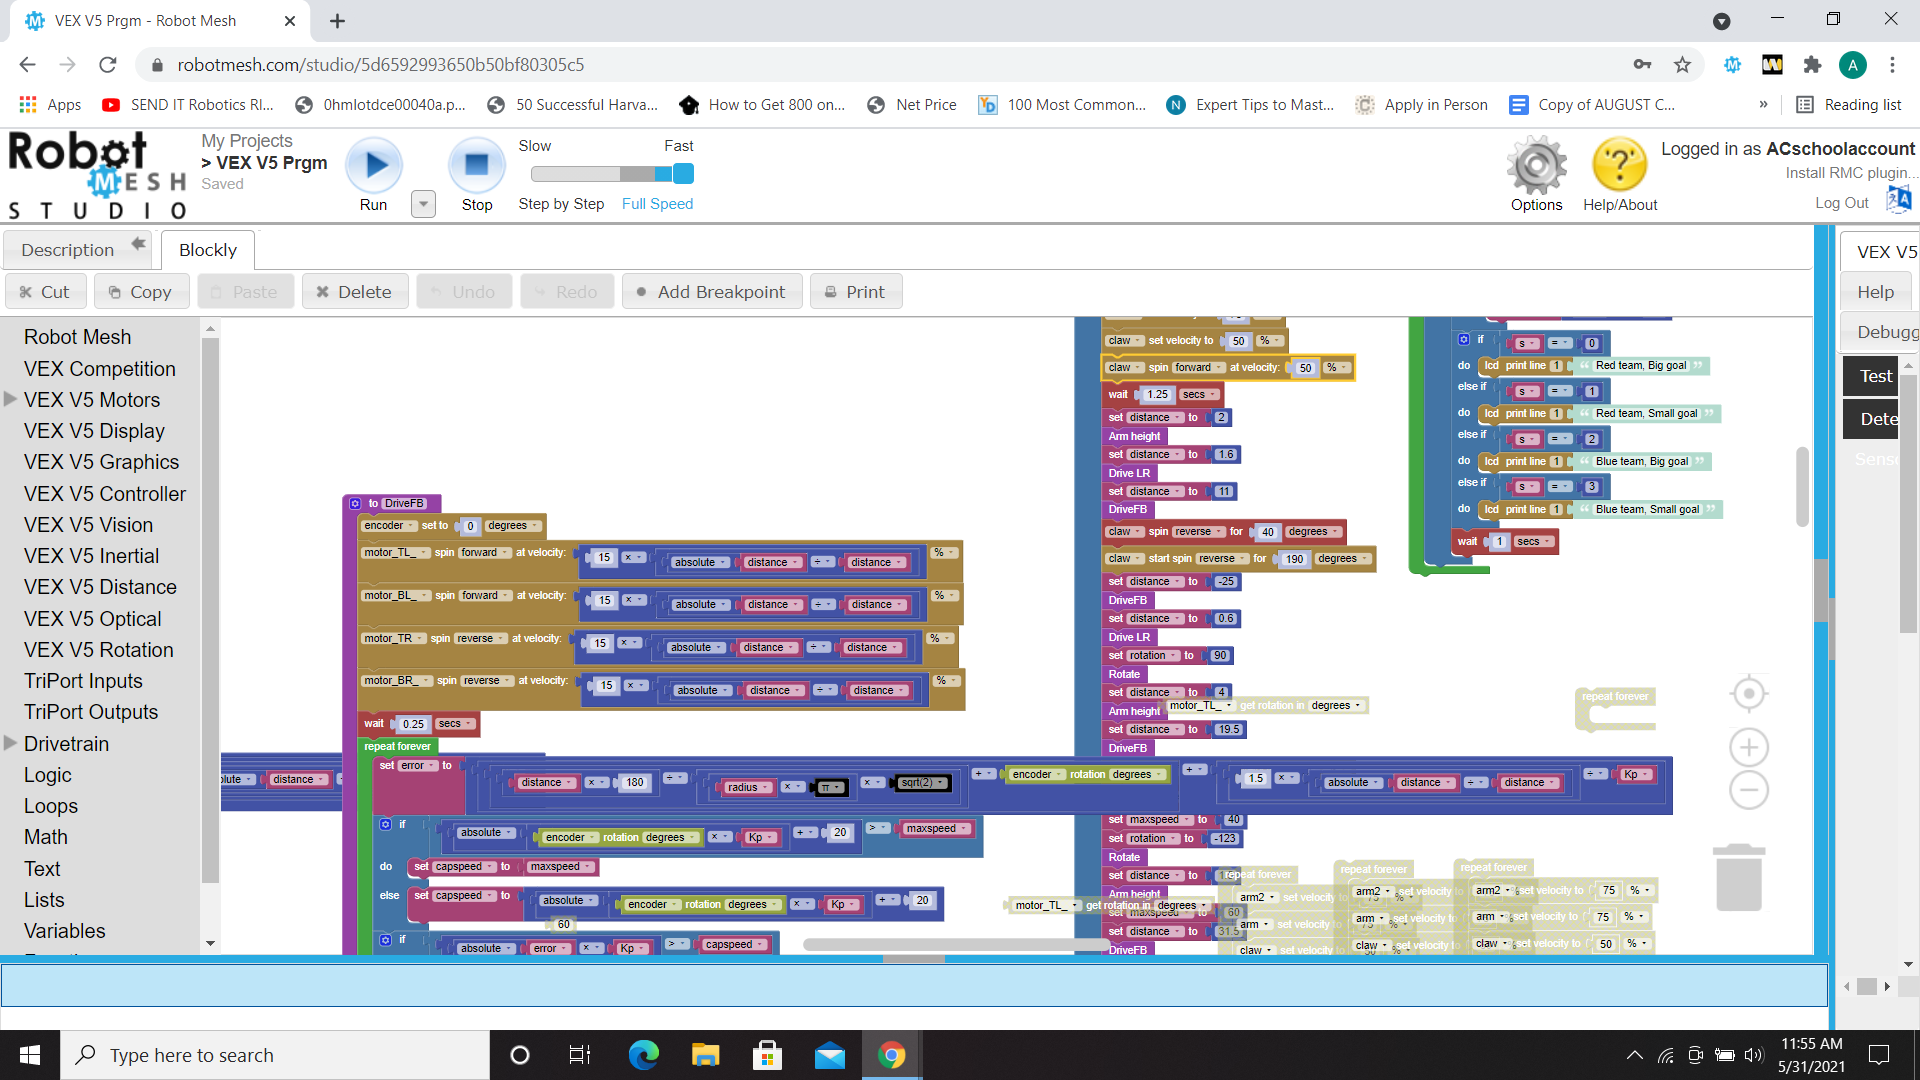 VEX V5 Prgm - Robot Mesh
robotmesh.com/studio/5d6592993650b50bf80305c5
A
Apps SEND IT Robotics RI... 0hmlotdce00040a.p... 50 Successful Harva... How to Get 800 on... Net Price 100 Most Common... Expert Tips to Mast... Apply in Person Copy of AUGUST C... » Reading list
Robot MESH STUDIO
My Projects
> VEX V5 Prgm
Saved
Run
Stop
Slow Fast
Step by Step Full Speed
Options
Help/About
Logged in as ACschoolaccount
Install RMC plugin...
Log Out
Description Blockly
Cut Copy Paste Delete Undo Redo Add Breakpoint Print
VEX V5
Help
Debugg
Test
Dete
Sens
Robot Mesh
VEX Competition
VEX V5 Motors
VEX V5 Display
VEX V5 Graphics
VEX V5 Controller
VEX V5 Vision
VEX V5 Inertial
VEX V5 Distance
VEX V5 Optical
VEX V5 Rotation
TriPort Inputs
TriPort Outputs
Drivetrain
Logic
Loops
Math
Text
Lists
Variables
to DriveFB
encoder set to 0 degrees
motor_TL_ spin forward at velocity: 15 × absolute distance ÷ distance %
motor_BL_ spin forward at velocity: 15 × absolute distance ÷ distance %
motor_TR spin reverse at velocity: 15 × absolute distance ÷ distance %
motor_BR_ spin reverse at velocity: 15 × absolute distance ÷ distance %
wait 0.25 secs
repeat forever
distance
set error to distance × 180 ÷ radius × π × sqrt(2) + encoder rotation degrees + 1.5 × absolute distance ÷ distance ÷ Kp
if absolute encoder rotation degrees × Kp + 20 > maxspeed
do set capspeed to maxspeed
else set capspeed to absolute encoder rotation degrees × Kp + 20
60
if absolute error × Kp > capspeed
claw set velocity to 50 %
claw spin forward at velocity: 50 %
wait 1.25 secs
set distance to 2
Arm height
set distance to 1.6
Drive LR
set distance to 11
DriveFB
claw spin reverse for 40 degrees
claw start spin reverse for 190 degrees
set distance to -25
DriveFB
set distance to 0.6
Drive LR
set rotation to 90
Rotate
set distance to 4
Arm height
motor_TL_ get rotation in degrees
set distance to 19.5
DriveFB
set maxspeed to 40
set rotation to -123
Rotate
set distance to
Arm height
motor_TL_ get rotation in degrees
set maxspeed to 60
set distance to 31.5
DriveFB
if s = 0
do lcd print line 1 “ Red team, Big goal ”
else if s = 1
do lcd print line 1 “ Red team, Small goal ”
else if s = 2
do lcd print line 1 “ Blue team, Big goal ”
else if s = 3
do lcd print line 1 “ Blue team, Small goal ”
wait 1 secs
repeat forever
repeat forever
arm2 set velocity to
arm set velocity to
claw set velocity to
repeat forever
arm2 set velocity to 75 %
arm set velocity to
claw set velocity to
repeat forever
arm2 set velocity to 75 %
arm set velocity to 75 %
claw set velocity to 50 %
Type here to search
11:55 AM
5/31/2021